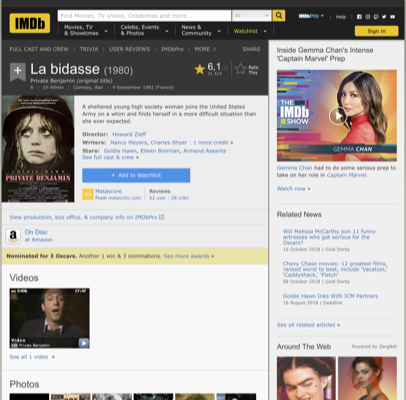 IMDb
Find Movies, TV shows, Celebrities and more...
All
IMDbPro
Help
Movies, TV
& Showtimes
Celebs, Events
& Photos
News &
Community
Watchlist
Sign in
FULL CAST AND CREW | TRIVIA | USER REVIEWS | IMDbPro | MORE
SHARE
La bidasse (1980)
Private Benjamin (original title)
R | 1h 49min | Comedy, War | 9 September 1981 (France)
6,1
Rate
This
A sheltered young high society woman joins the United States
Army on a whim and finds herself in a more difficult situation than
she ever expected.
Director: Howard Zieff
Writers: Nancy Meyers, Charles Shyer | 1 more credit »
Stars: Goldie Hawn, Eileen Brennan, Armand Assante
See full cast & crew »
+ Add to Watchlist
Metascore
From metacritic.com
Reviews
62 user | 28 critic
GOLDIE HAWN
PRIVATE BENJAMIN
View production, box office, & company info on IMDbPro
a
On Disc
at Amazon
Nominated for 3 Oscars. Another 1 win & 3 nominations. See more awards »
Videos
Video
Private Benjamin
See all 1 video »
Photos
Inside Gemma Chan's Intense
'Captain Marvel' Prep
THE
IMDb
SHOW
GEMMA CHAN
Gemma Chan had to do some serious prep
to take on her role in Captain Marvel.
Watch now »
Related News
Will Melissa McCarthy join 11 funny
actresses who got serious for the
Oscars?
16 October 2018 | Gold Derby
Chevy Chase movies: 12 greatest films,
ranked worst to best, include 'Vacation,'
'Caddyshack,' 'Fletch'
08 October 2018 | Gold Derby
Goldie Hawn Inks With ICM Partners
16 August 2018 | Deadline
See all related articles »
Around The Web
Powered by ZergNet